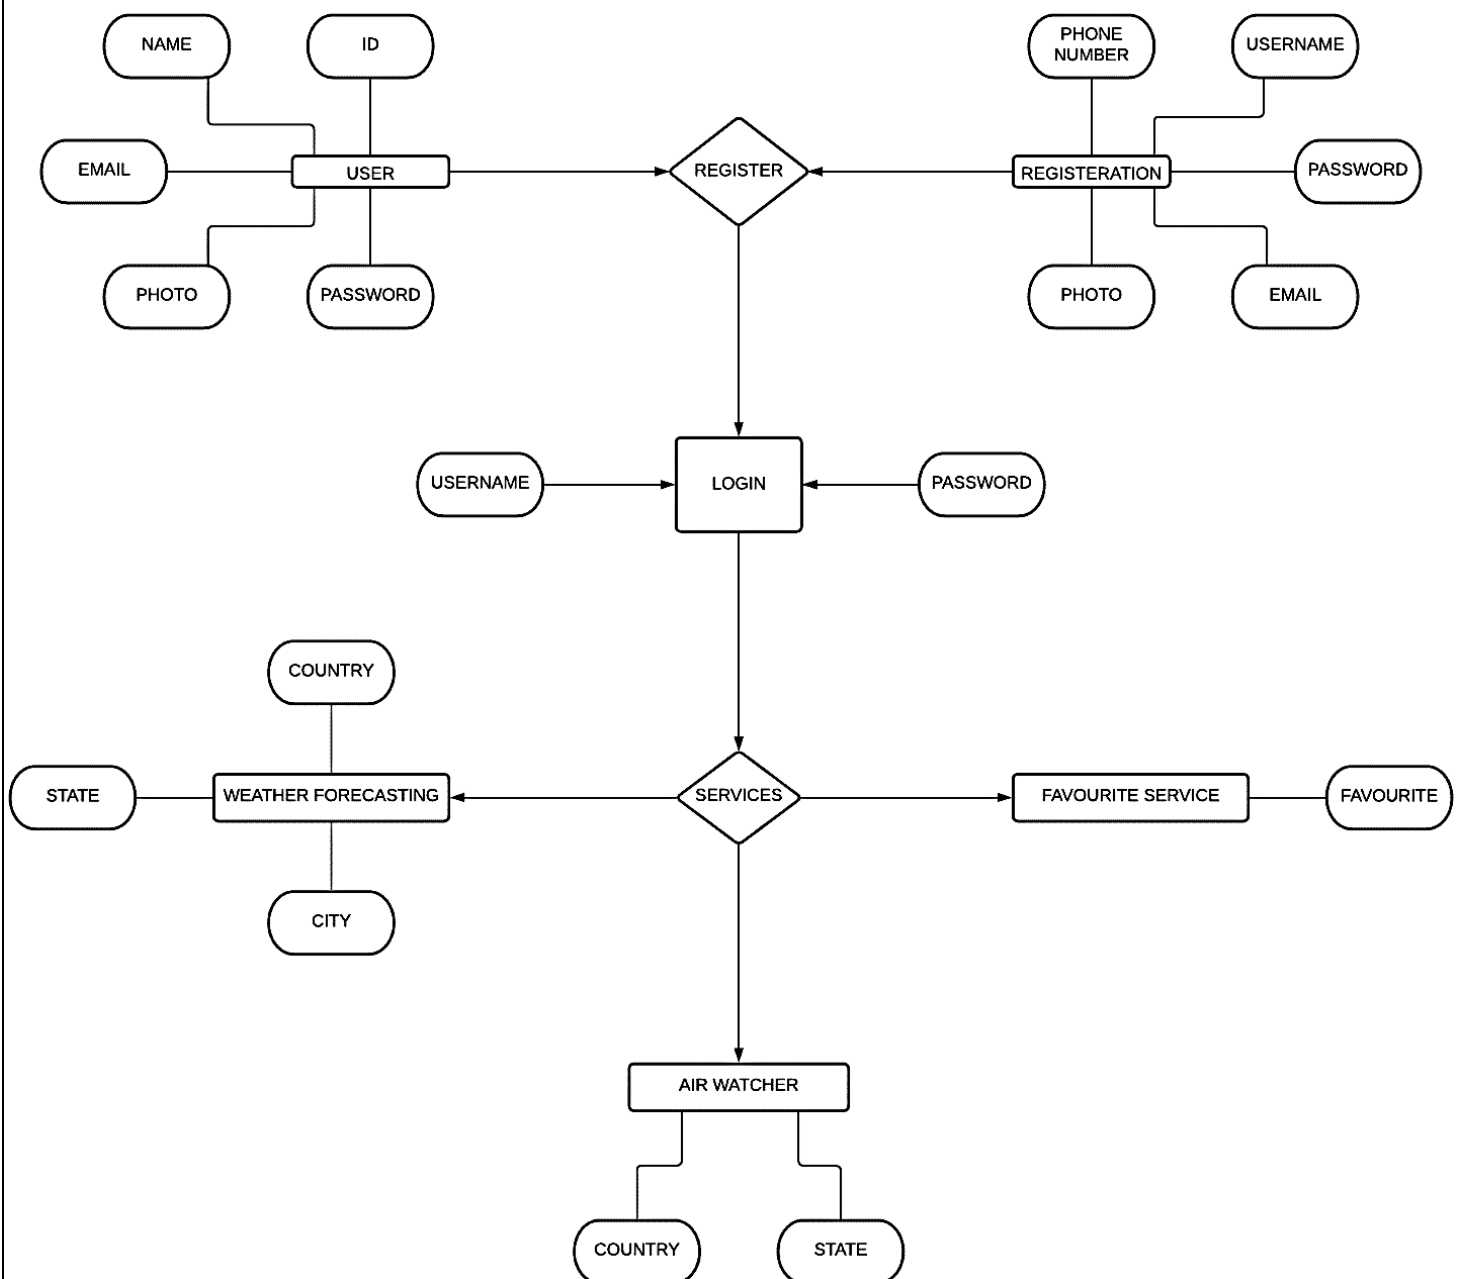 NAME
ID
PHONE
NUMBER
USERNAME
EMAIL
USER
REGISTER
REGISTERATION
PASSWORD
PHOTO
PASSWORD
PHOTO
EMAIL
USERNAME
LOGIN
PASSWORD
COUNTRY
STATE
WEATHER FORECASTING
SERVICES
FAVOURITE SERVICE
FAVOURITE
CITY
AIR WATCHER
COUNTRY
STATE